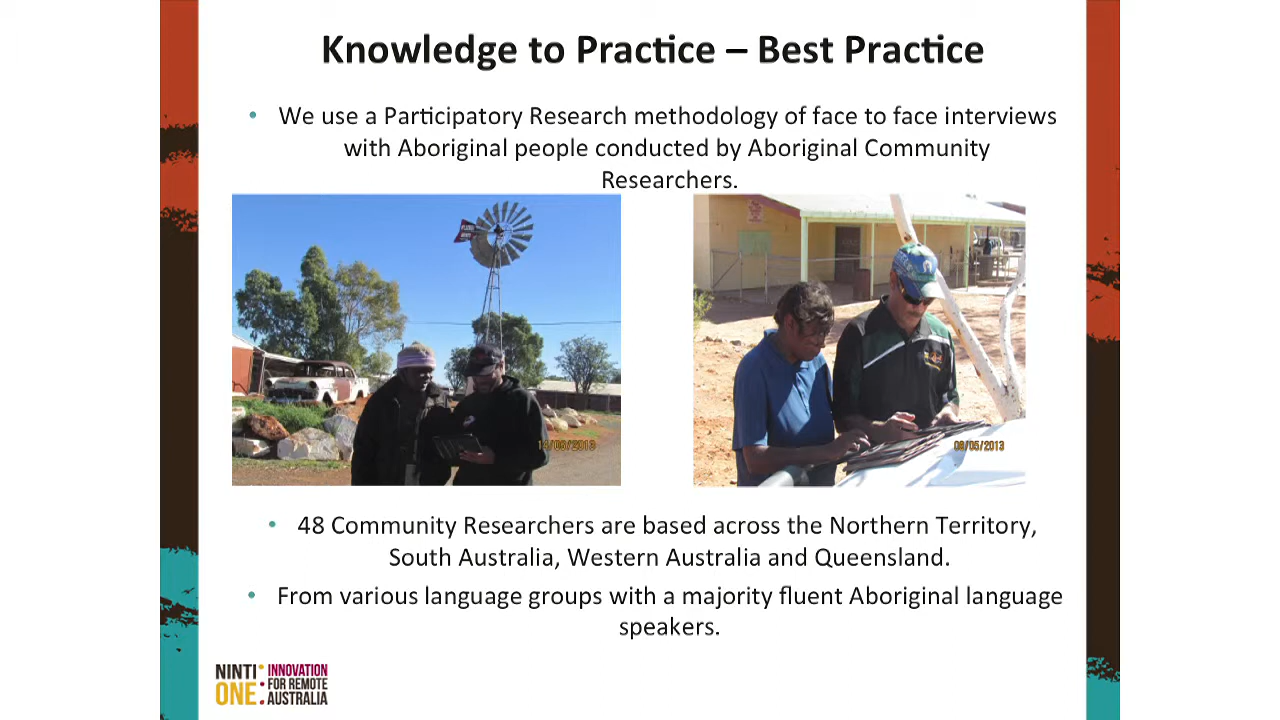 Knowledge to Practice – Best Practice
• We use a Participatory Research methodology of face to face interviews
with Aboriginal people conducted by Aboriginal Community
Researchers.
08/05/2013
• 48 Community Researchers are based across the Northern Territory,
South Australia, Western Australia and Queensland.
• From various language groups with a majority fluent Aboriginal language
speakers.
NINTI INNOVATION
ONE FOR REMOTE
AUSTRALIA